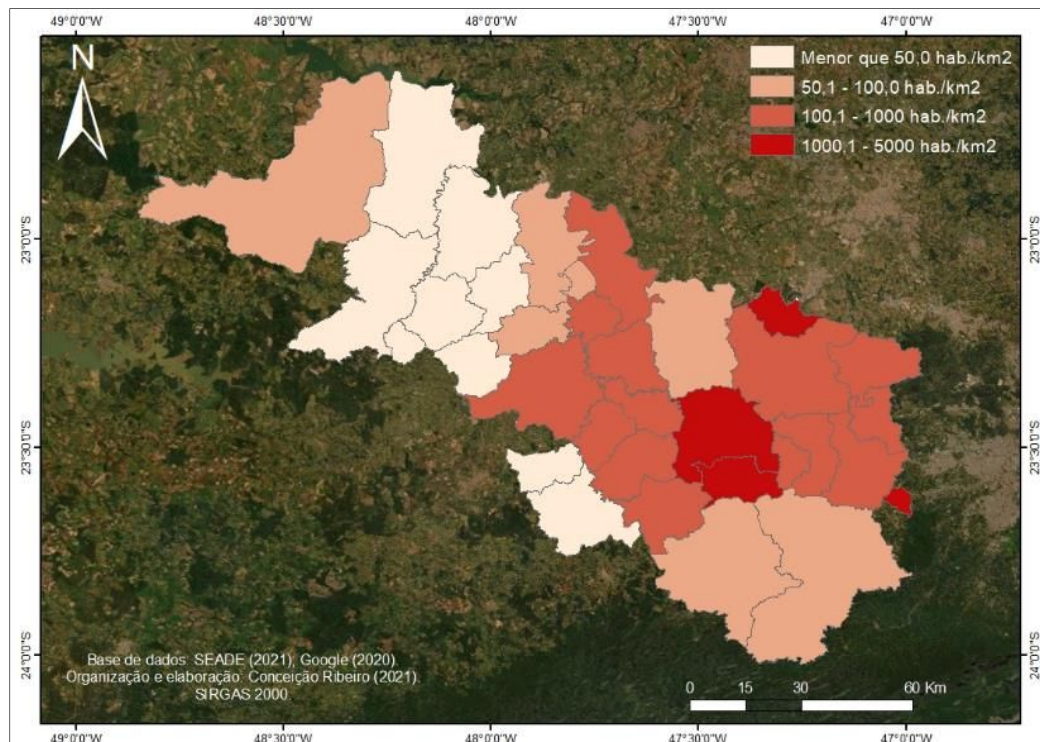 49°0'0"W 48°30'0"W 48°0'0"W 47°30'0"W 47°0'0"W
N
Menor que 50,0 hab./km2
50,1 - 100,0 hab./km2
100,1 - 1000 hab./km2
1000,1 - 5000 hab./km2
23°0'0"S 23°0'0"S
23°30'0"S 23°30'0"S
24°0'0"S 24°0'0"S
Base de dados: SEADE (2021); Google (2020).
Organização e elaboração: Conceição Ribeiro (2021).
SIRGAS 2000
0 15 30 60 Km
49°0'0"W 48°30'0"W 48°0'0"W 47°30'0"W 47°0'0"W